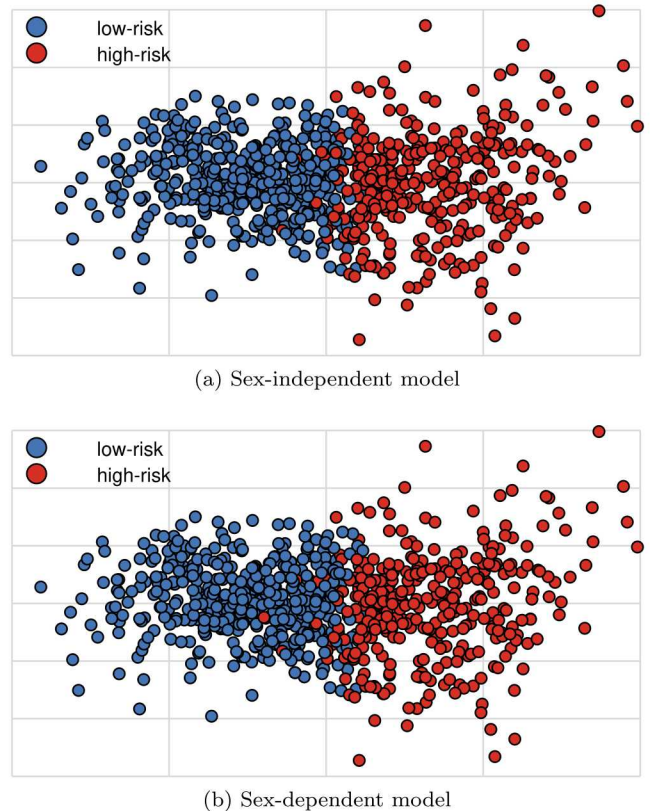 low-risk
high-risk
(a) Sex-independent model
low-risk
high-risk
(b) Sex-dependent model